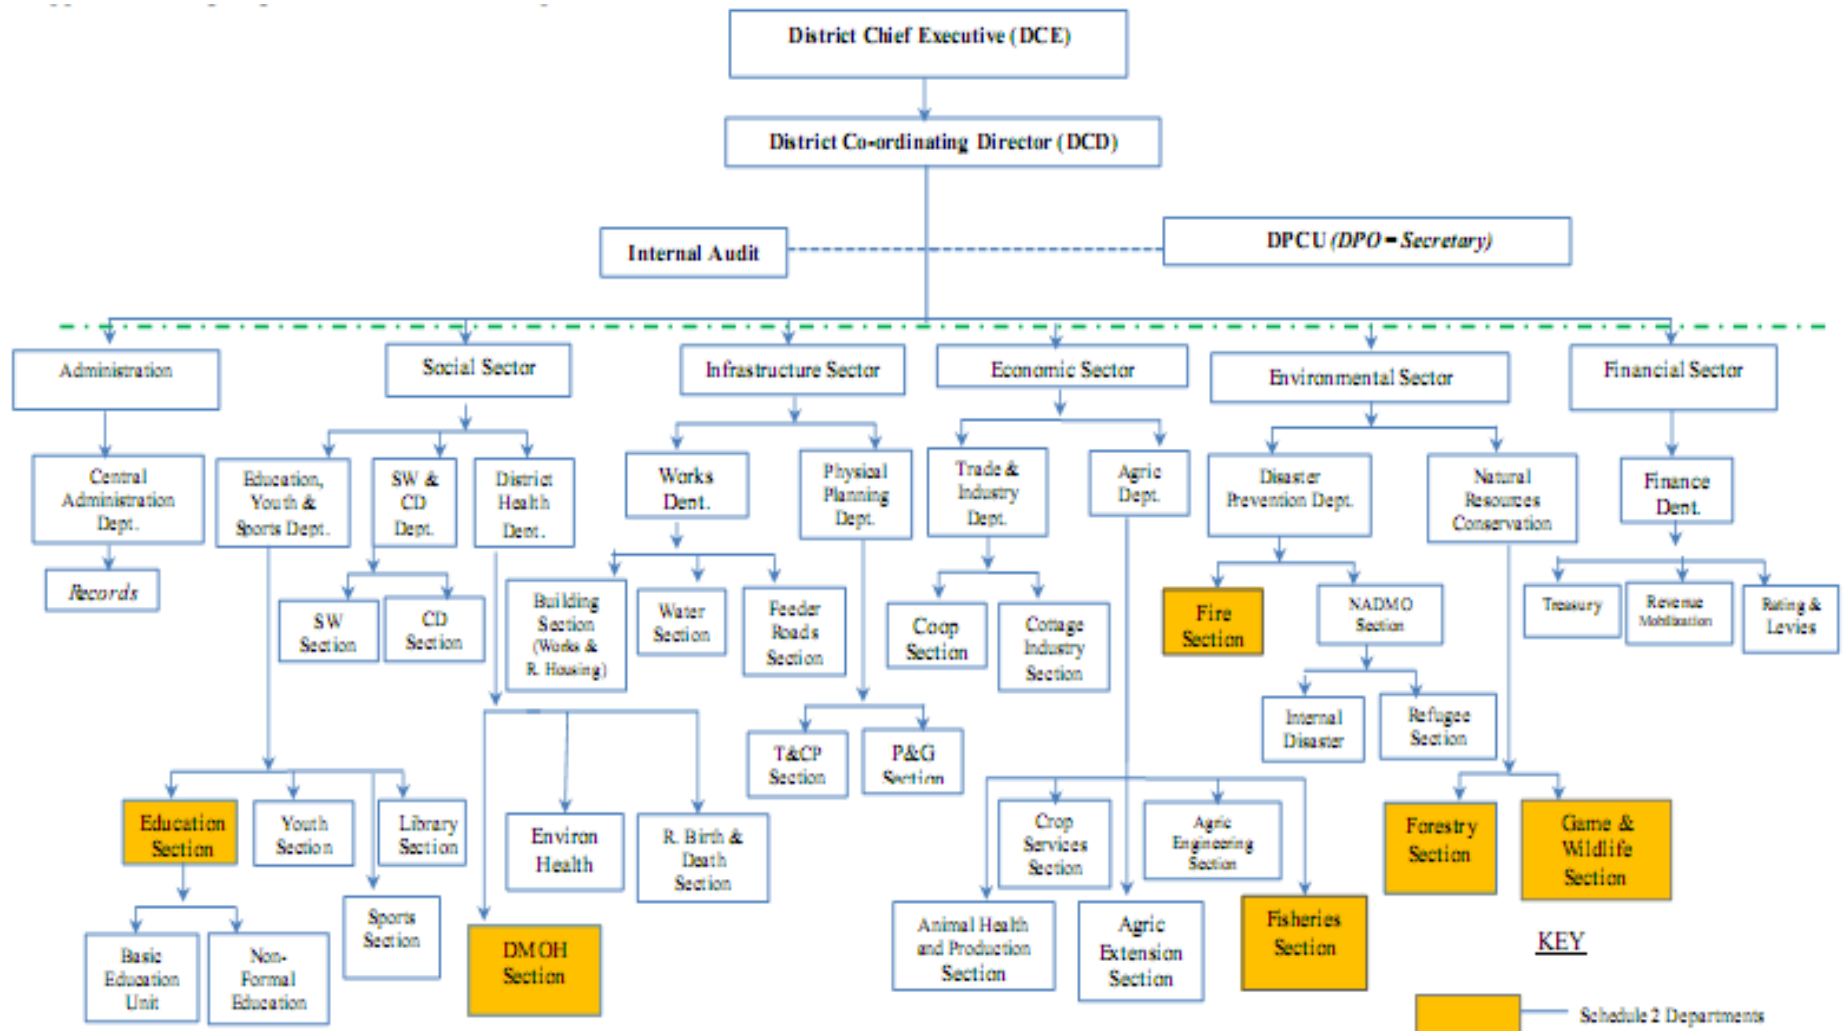 District Chief Executive (DCE)
District Co-ordinating Director (DCD)
Internal Audit
DPCU (DPO = Secretary)
Administration
Social Sector
Infrastructure Sector
Economic Sector
Environmental Sector
Financial Sector
Central
Administration
Dept.
Education,
Youth &
Sports Dept.
SW &
CD
Dept.
District
Health
Dept.
Works
Dept.
Physical
Planning
Dept.
Trade &
Industry
Dept.
Agric
Dept.
Disaster
Prevention Dept.
Natural
Resources
Conservation
Finance
Dent.
Records
SW
Section
CD
Section
Building
Section
(Works &
R. Housing)
Water
Section
Feeder
Roads
Section
Coop
Section
Cottage
Industry
Section
Fire
Section
NADMO
Section
Treasury
Revenue
Mobilization
Rating &
Levies
T&CP
Section
P&G
Section
Internal
Disaster
Refugee
Section
Education
Section
Youth
Section
Library
Section
Sports
Section
Environ
Health
R. Birth &
Death
Section
Crop
Services
Section
Agric
Engineering
Section
Forestry
Section
Game &
Wildlife
Section
Basic
Education
Unit
Non-
Formal
Education
DMOH
Section
Animal Health
and Production
Section
Agric
Extension
Section
Fisheries
Section
KEY
Schedule 2 Departments